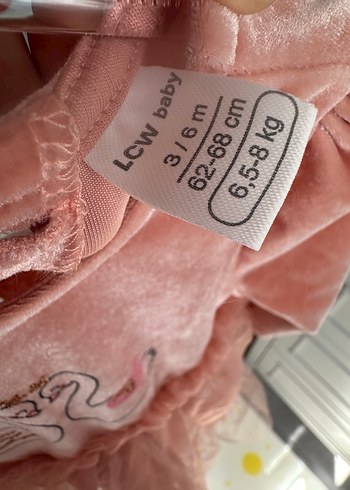 LCW baby
3 / 6 m
62-68 cm
6,5-8 kg